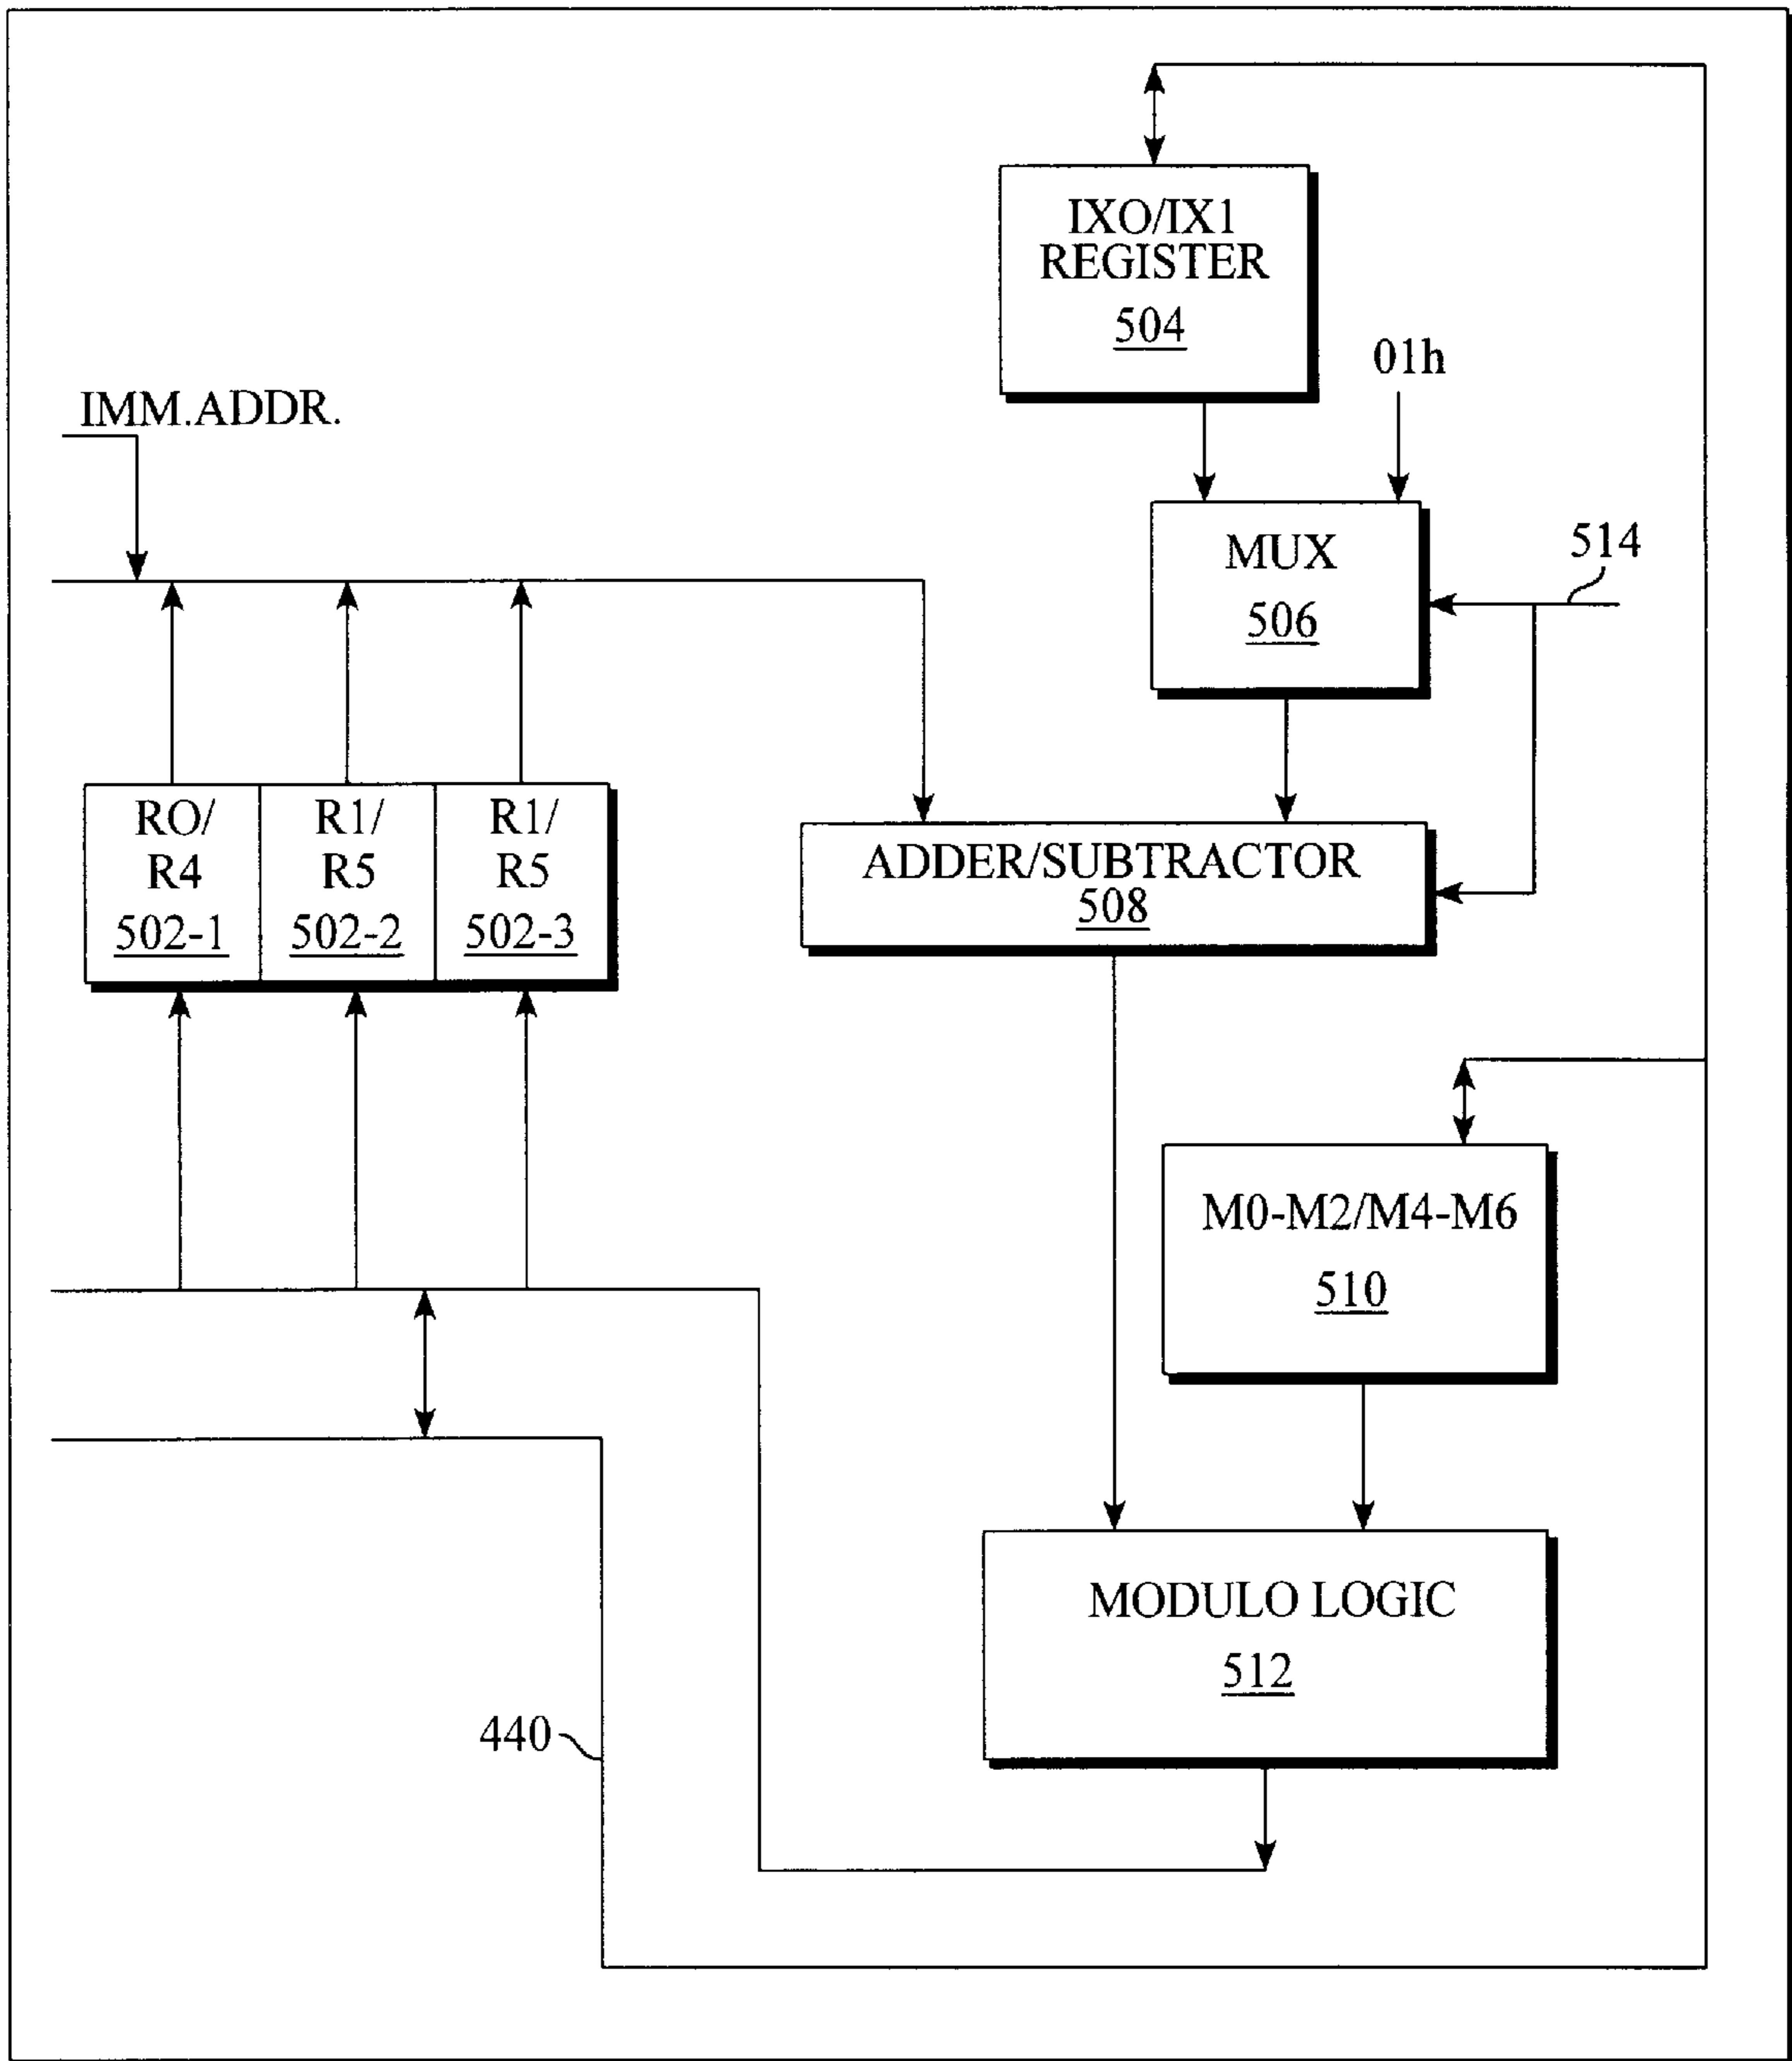 IXO/IX1
REGISTER
504
01h
IMM.ADDR.
MUX
506
514
RO/
R4
502-1
R1/
R5
502-2
R1/
R5
502-3
ADDER/SUBTRACTOR
508
M0-M2/M4-M6
510
MODULO LOGIC
512
440